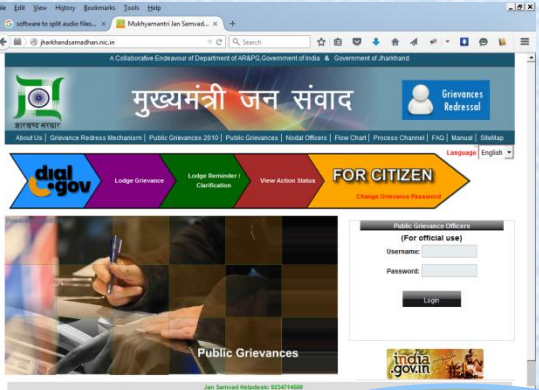 File Edit View History Bookmarks Tools Help
software to split audio files...
Mukhyamantri Jan Samvad...
jharkhandsamadhan.nic.in
Search
A Collaborative Endeavour of Department of AR&PG,Government of India & Government of Jharkhand
झारखण्ड सरकार
मुख्यमंत्री जन संवाद
Grievances
Redressal
About Us | Grievance Redress Mechanism | Public Grievances 2010 | Public Grievances | Nodal Officers | Flow Chart | Process Channel | FAQ | Manual | SiteMap
Language English
dial
.gov
Lodge Grievance
Lodge Reminder /
Clarification
View Action Status
FOR CITIZEN
Change Grievance Password
Public Grievance Officers
(For official use)
Username:
Password:
Login
Public Grievances
india
.gov.in
Jan Samvad Helpdesk: 9234714500